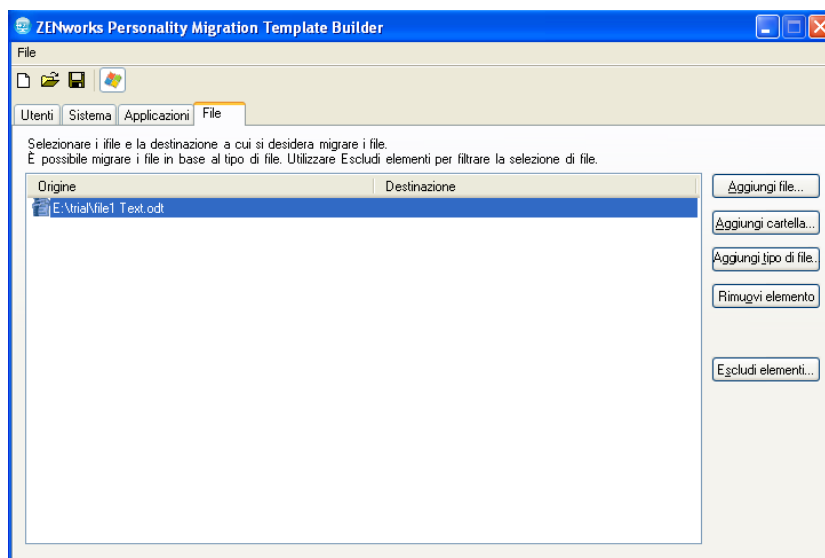 ZENworks Personality Migration Template Builder
File
Utenti Sistema Applicazioni File
Selezionare i ifile e la destinazione a cui si desidera migrare i file.
È possibile migrare i file in base al tipo di file. Utilizzare Escludi elementi per filtrare la selezione di file.
Origine Destinazione
E:\trial\file1 Text.odt
Aggiungi file...
Aggiungi cartella...
Aggiungi tipo di file..
Rimuovi elemento
Escludi elementi...